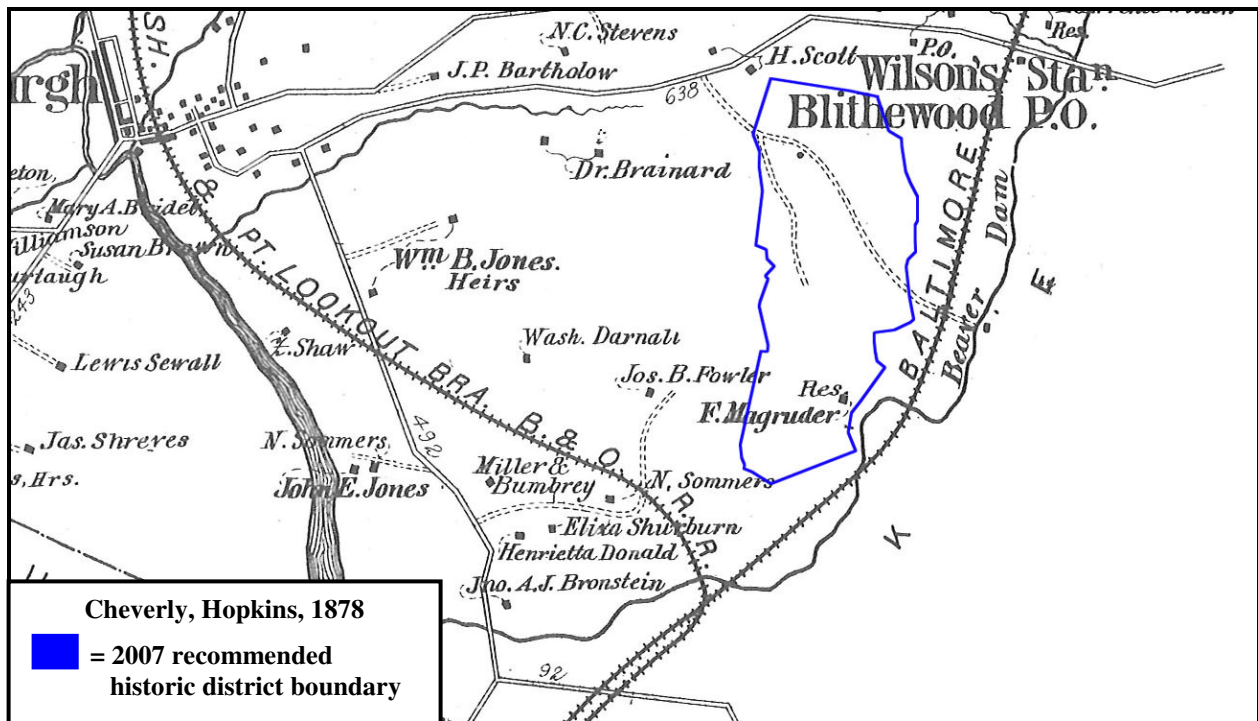 SH.
N.C. Stevens
J.P. Bartholow
H. Scott
P.O.
Res.
Wilson's Stan.
Blithewood P.O.
rgh
638
Dr. Brainard
eton,
Mary A. Beidel
illiamson
Susan Brown
urtaugh
243
&
PT. LOOKOUT BRA. B. & O. R. R.
Wm B. Jones.
Heirs
BALTIMORE
Beaver Dam
E
K
Z. Shaw
Wash. Darnall
Lewis Sewall
Jos. B. Fowler
Res.
F. Magruder
492
Jas. Shreves
s, Hrs.
N. Sommers
John E. Jones
Miller &
Bumbrey
N. Sommers
Eliza Shurburn
Henrietta Donald
Jno. A.J. Bronstein
92
Cheverly, Hopkins, 1878
= 2007 recommended
historic district boundary